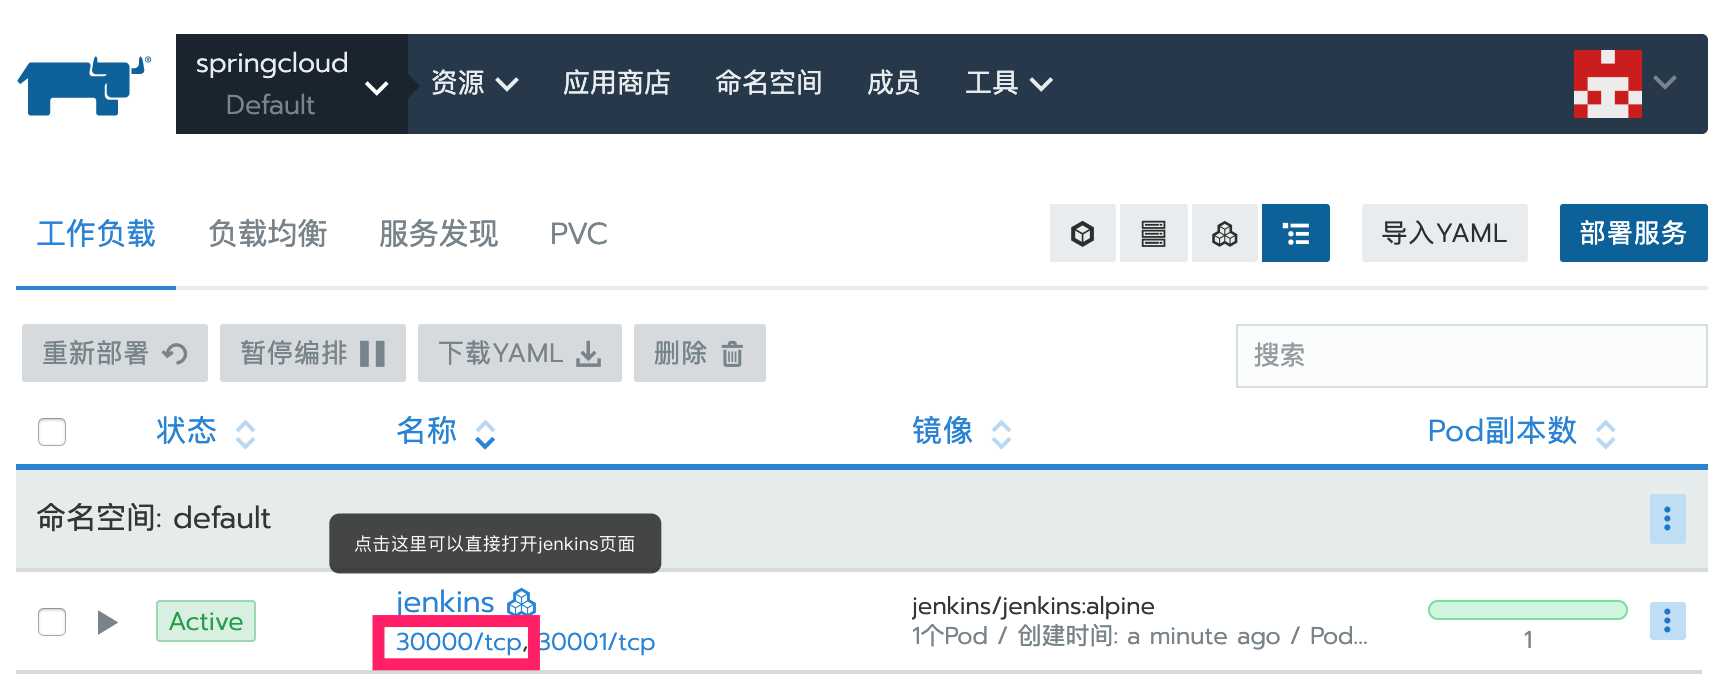 springcloud
Default
资源 应用商店 命名空间 成员 工具
工作负载 负载均衡 服务发现 PVC 导入YAML 部署服务
重新部署 暂停编排 下载YAML 删除 搜索
状态 名称 镜像 Pod副本数
命名空间: default
点击这里可以直接打开jenkins页面
Active jenkins jenkins/jenkins:alpine
30000/tcp, 30001/tcp 1个Pod / 创建时间: a minute ago / Pod... 1